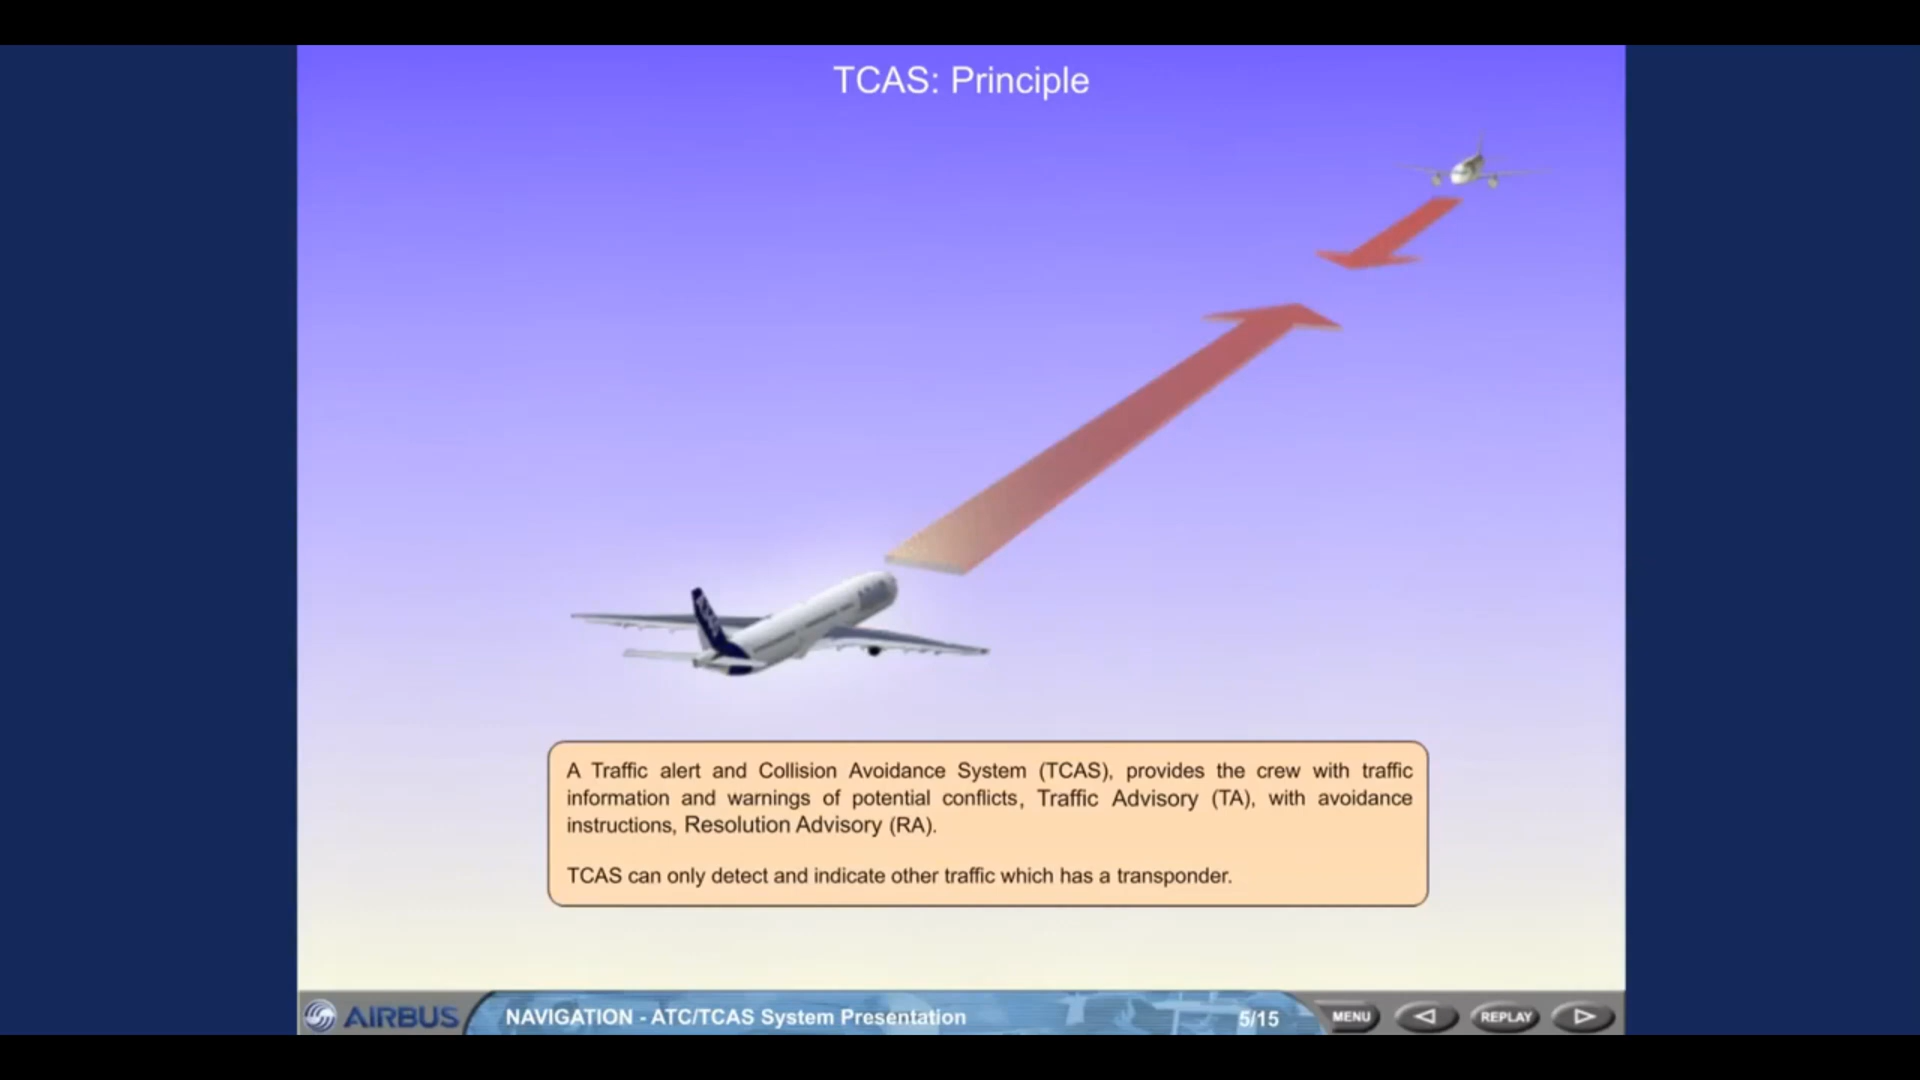 TCAS: Principle
A Traffic alert and Collision Avoidance System (TCAS), provides the crew with traffic
information and warnings of potential conflicts, Traffic Advisory (TA), with avoidance
instructions, Resolution Advisory (RA).
TCAS can only detect and indicate other traffic which has a transponder.
AIRBUS
NAVIGATION - ATC/TCAS System Presentation
5/15
MENU
REPLAY